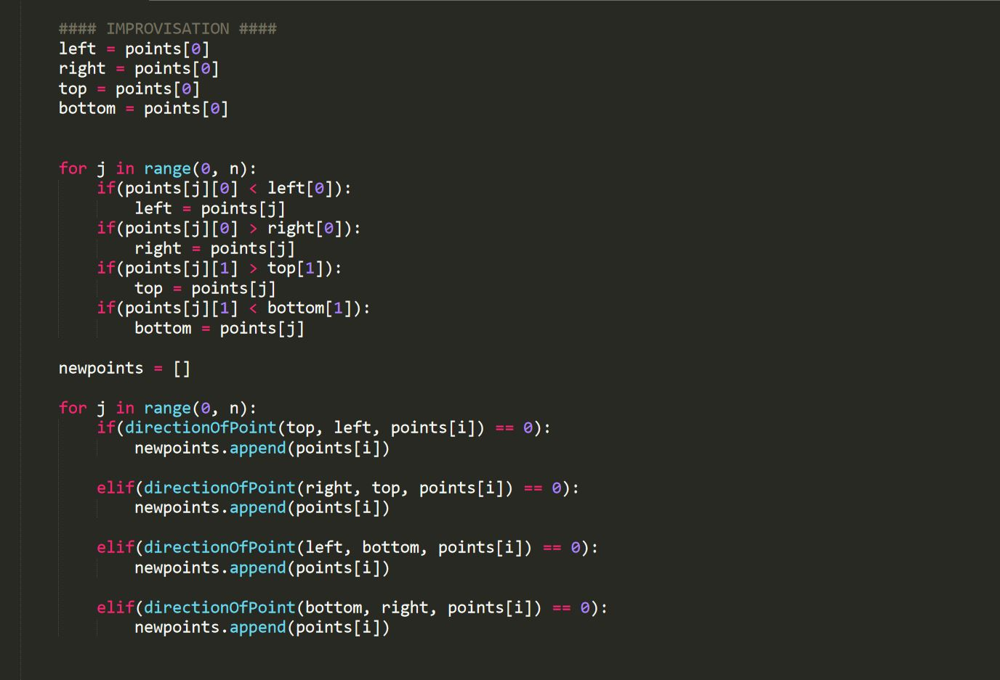 #### IMPROVISATION ####
left = points[0]
right = points[0]
top = points[0]
bottom = points[0]
for j in range(0, n):
    if(points[j][0] < left[0]):
        left = points[j]
    if(points[j][0] > right[0]):
        right = points[j]
    if(points[j][1] > top[1]):
        top = points[j]
    if(points[j][1] < bottom[1]):
        bottom = points[j]
newpoints = []
for j in range(0, n):
    if(directionOfPoint(top, left, points[i]) == 0):
        newpoints.append(points[i])
    elif(directionOfPoint(right, top, points[i]) == 0):
        newpoints.append(points[i])
    elif(directionOfPoint(left, bottom, points[i]) == 0):
        newpoints.append(points[i])
    elif(directionOfPoint(bottom, right, points[i]) == 0):
        newpoints.append(points[i])